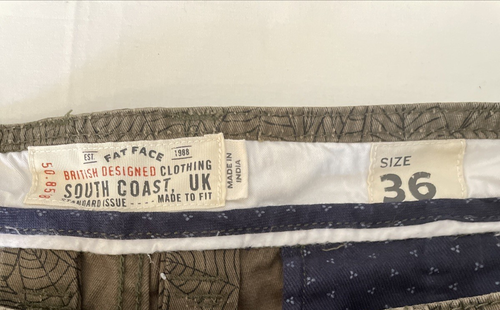 EST. FAT FACE 1988
BRITISH DESIGNED CLOTHING
SOUTH COAST, UK
STANDARD ISSUE MADE TO FIT
50.85g
MADE IN
INDIA
SIZE
36